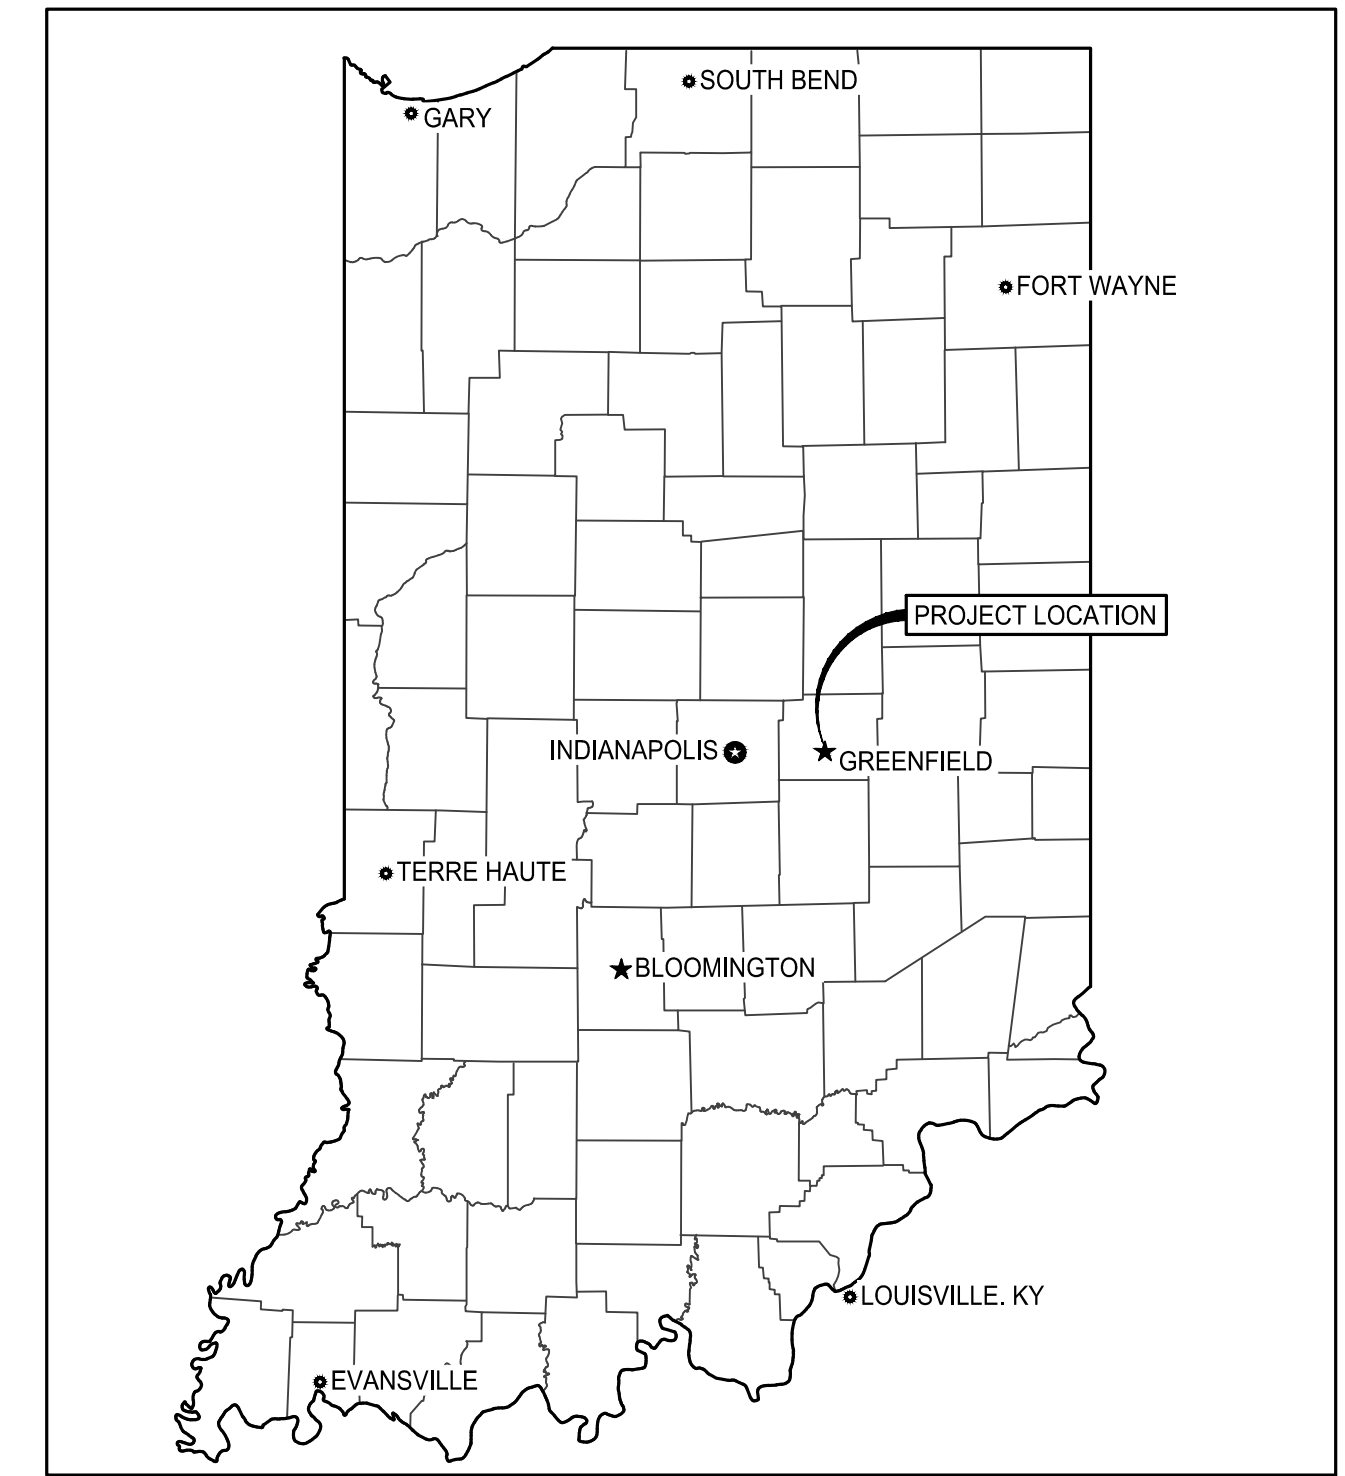 SOUTH BEND
GARY
FORT WAYNE
PROJECT LOCATION
INDIANAPOLIS
GREENFIELD
TERRE HAUTE
BLOOMINGTON
LOUISVILLE. KY
EVANSVILLE